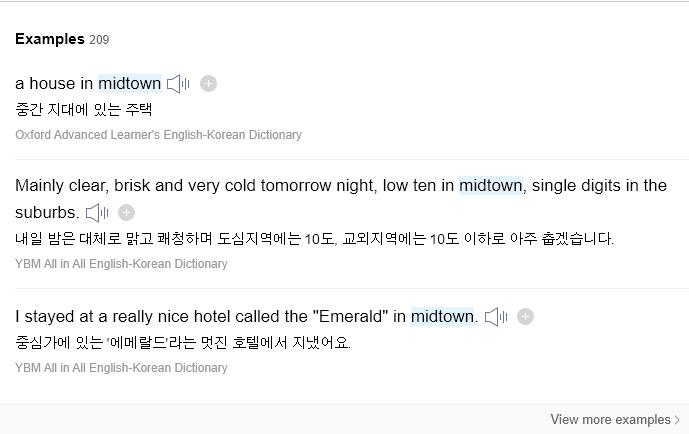 Examples 209
a house in midtown
중간 지대에 있는 주택
Oxford Advanced Learner's English-Korean Dictionary
Mainly clear, brisk and very cold tomorrow night, low ten in midtown, single digits in the
suburbs.
내일 밤은 대체로 맑고 쾌청하며 도심지역에는 10도, 교외지역에는 10도 이하로 아주 춥겠습니다.
YBM All in All English-Korean Dictionary
I stayed at a really nice hotel called the "Emerald" in midtown.
중심가에 있는 '에메랄드'라는 멋진 호텔에서 지냈어요.
YBM All in All English-Korean Dictionary
View more examples